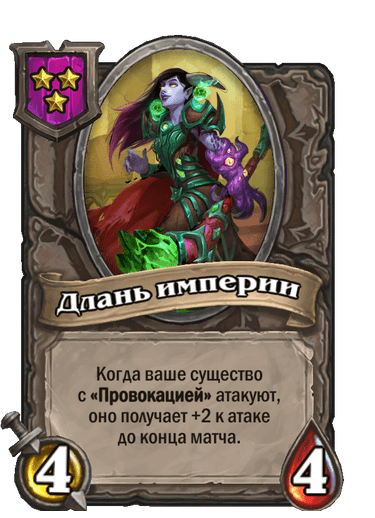 Длань империи
Когда ваше существо
с «Провокацией» атакуют,
оно получает +2 к атаке
до конца матча.
4
4